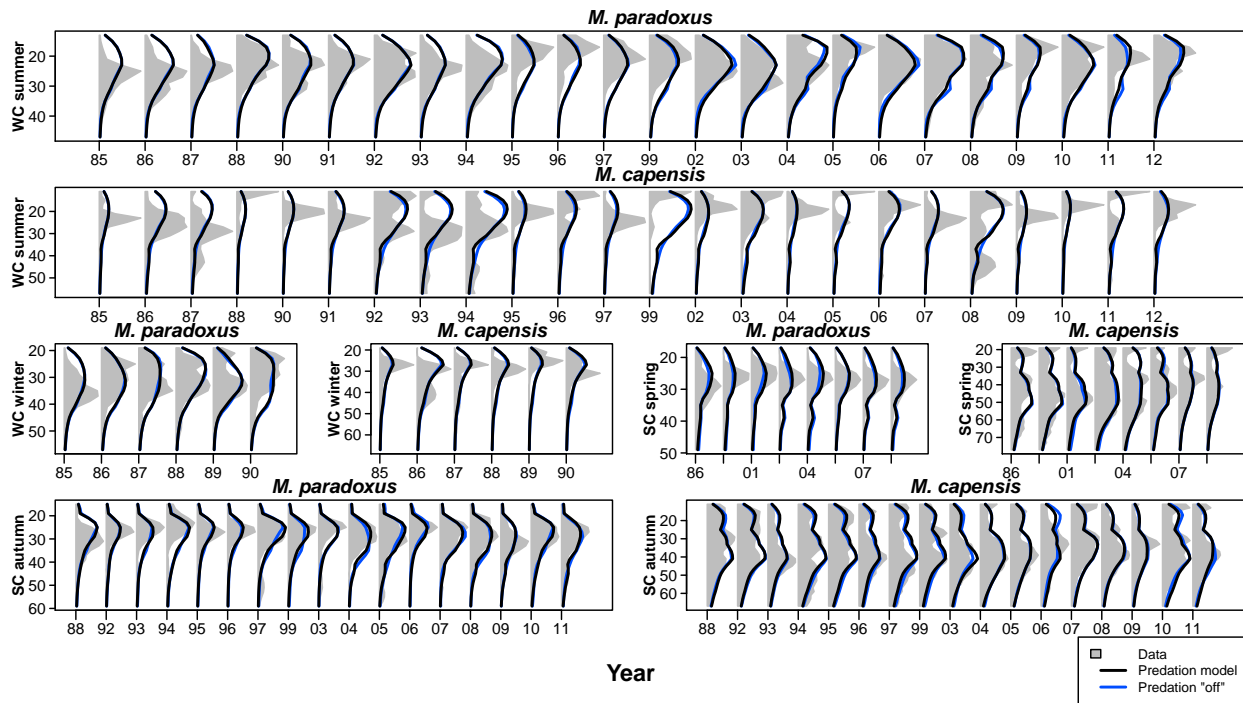 M. paradoxus
WC summer
20
30
40
85 86 87 88 90 91 92 93 94 95 96 97 99 02 03 04 05 06 07 08 09 10 11 12
M. capensis
WC summer
20
30
40
50
85 86 87 88 90 91 92 93 94 95 96 97 99 02 03 04 05 06 07 08 09 10 11 12
M. paradoxus
WC winter
20
30
40
50
85 86 87 88 89 90
M. capensis
WC winter
20
30
40
50
60
85 86 87 88 89 90
M. paradoxus
SC spring
20
30
40
50
86 01 04 07
M. capensis
SC spring
20
30
40
50
60
70
86 01 04 07
M. paradoxus
SC autumn
20
30
40
50
60
88 92 93 94 95 96 97 99 03 04 05 06 07 08 09 10 11
M. capensis
SC autumn
20
30
40
50
60
88 92 93 94 95 96 97 99 03 04 05 06 07 08 09 10 11
Year
Data
Predation model
Predation "off"